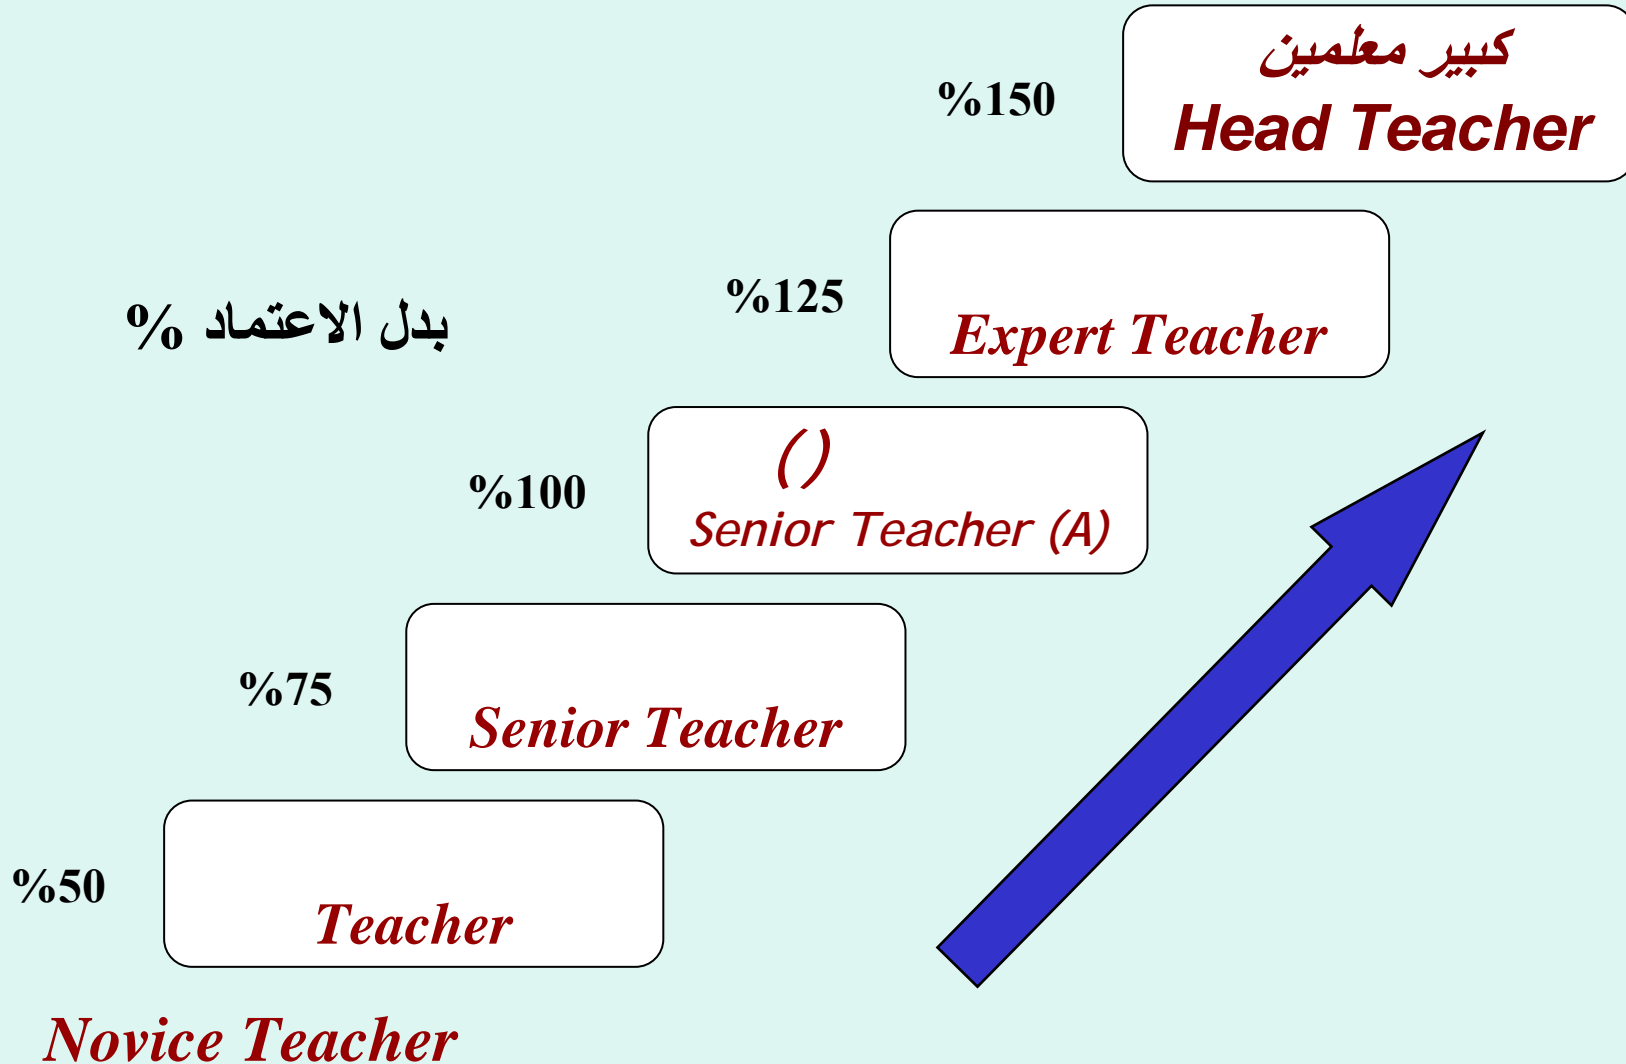 كبير معلمين
Head Teacher
%150
Expert Teacher
%125
بدل الاعتماد %
()
Senior Teacher (A)
%100
Senior Teacher
%75
Teacher
%50
Novice Teacher